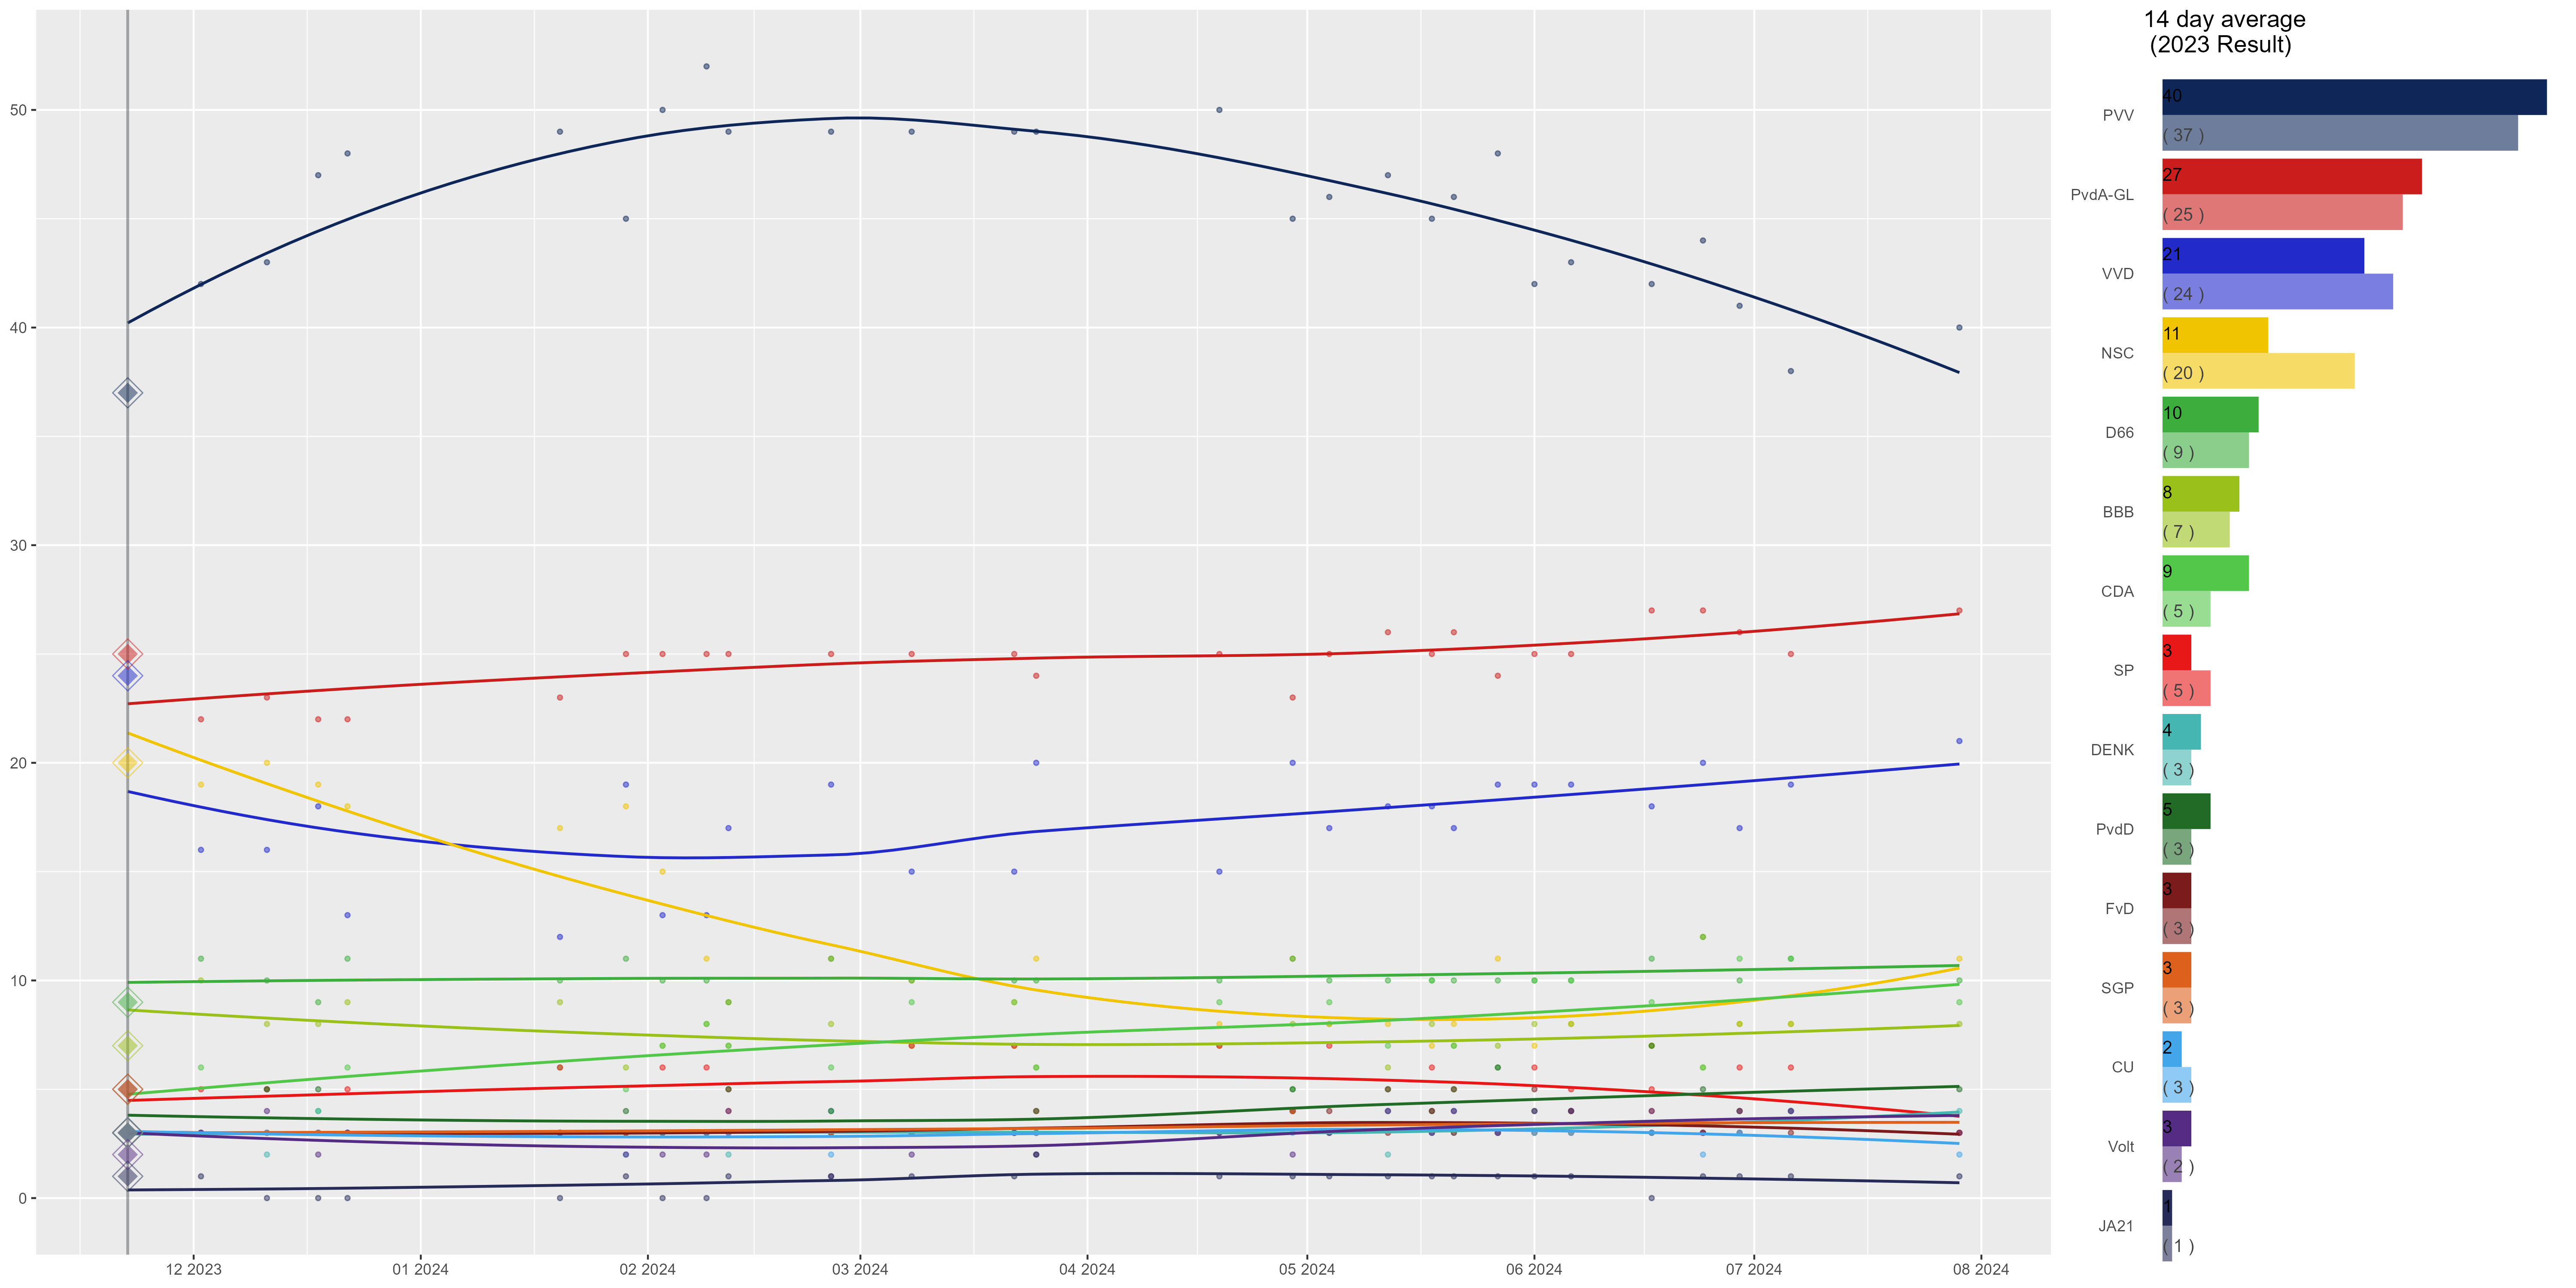 50
40
30
20
10
0
12 2023
01 2024
02 2024
03 2024
04 2024
05 2024
06 2024
07 2024
08 2024
14 day average
(2023 Result)
PVV
40
( 37 )
PvdA-GL
27
( 25 )
VVD
21
( 24 )
NSC
11
( 20 )
D66
10
( 9 )
BBB
8
( 7 )
CDA
9
( 5 )
SP
3
( 5 )
DENK
4
( 3 )
PvdD
5
( 3 )
FvD
3
( 3 )
SGP
3
( 3 )
CU
2
( 3 )
Volt
3
( 2 )
JA21
1
( 1 )